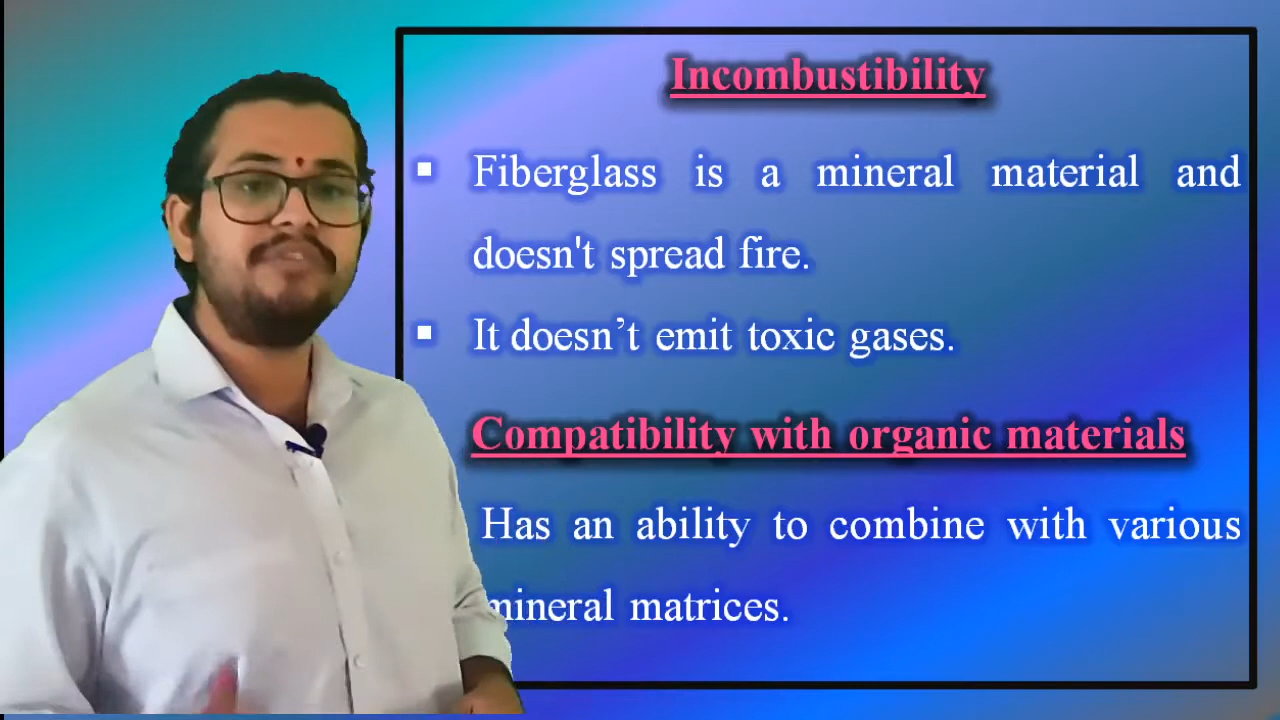 Incombustibility
▪ Fiberglass is a mineral material and
doesn't spread fire.
▪ It doesn’t emit toxic gases.
Compatibility with organic materials
Has an ability to combine with various
mineral matrices.